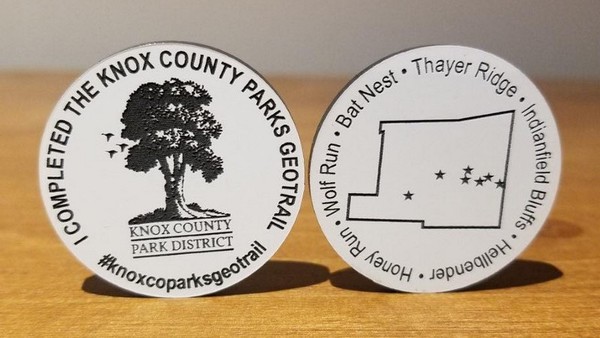 I COMPLETED THE KNOX COUNTY PARKS GEOTRAIL
KNOX COUNTY
PARK DISTRICT
#knoxcoparksgeotrail
Honey Run • Wolf Run • Bat Nest • Thayer Ridge • Indianfield Bluffs • Hellbender •